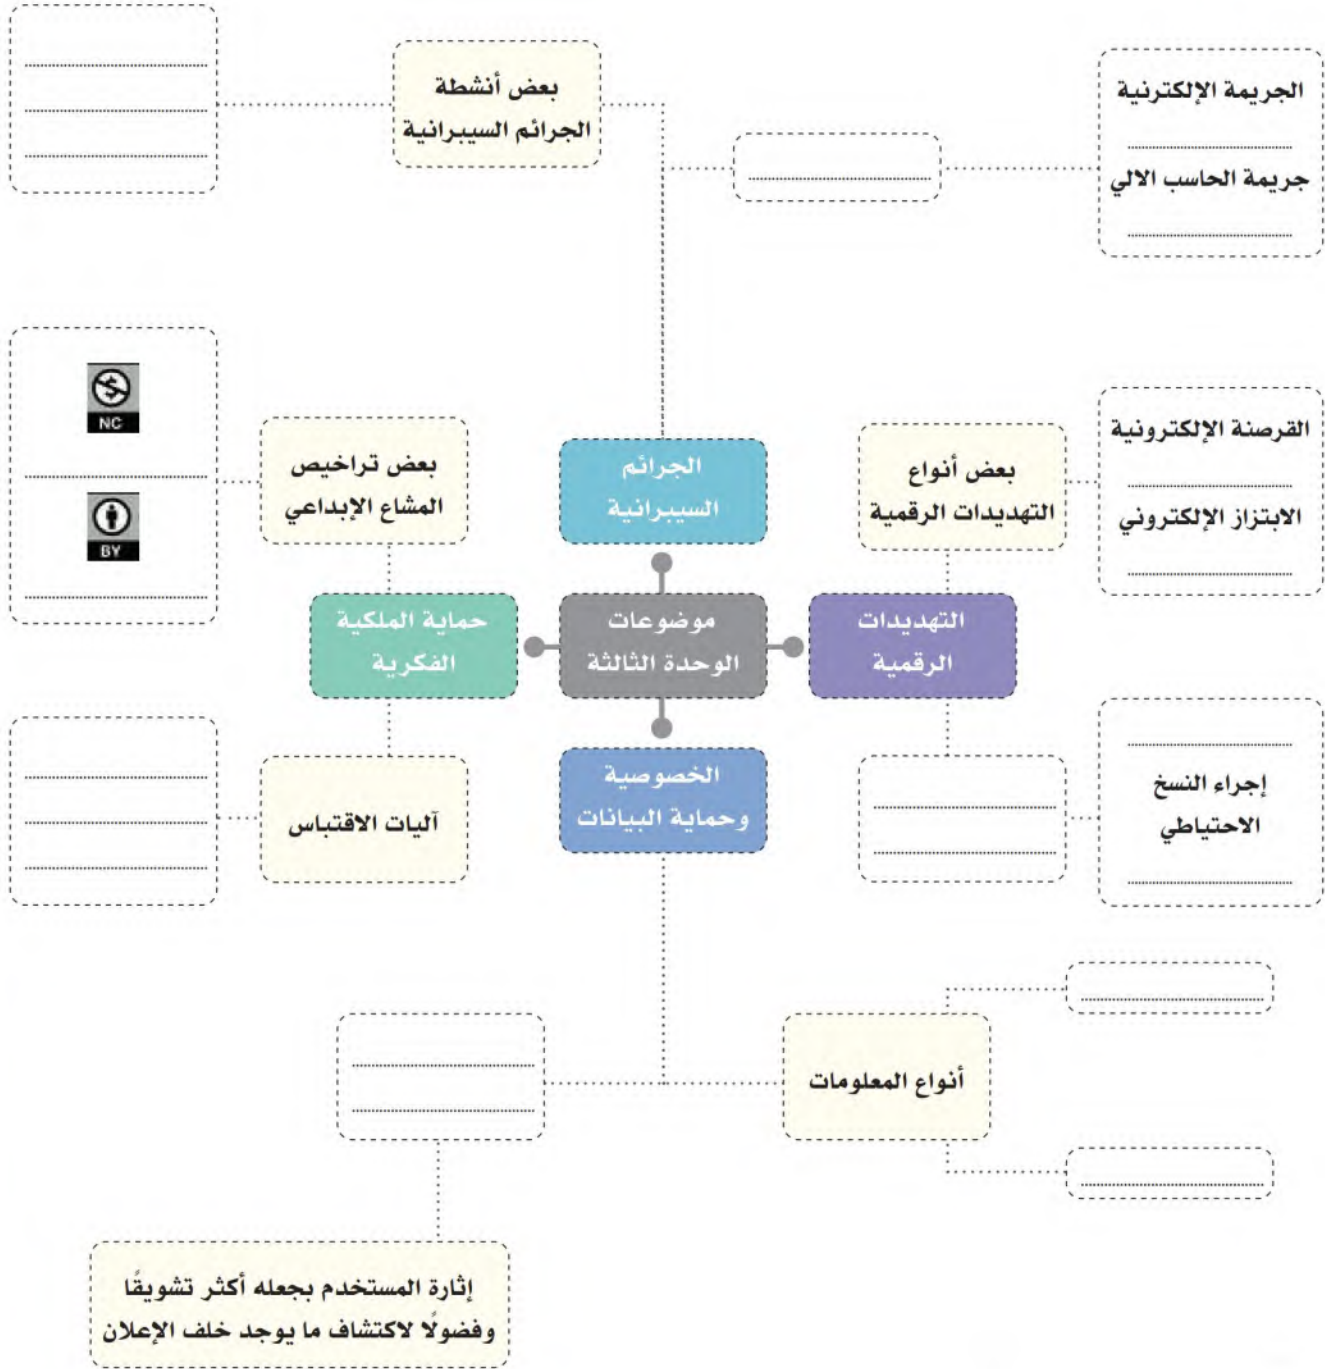 بعض أنشطة
الجرائم السيبرانية
الجريمة الإلكترنية
جريمة الحاسب الالي
NC
BY
بعض تراخيص
المشاع الإبداعي
الجرائم
السيبرانية
بعض أنواع
التهديدات الرقمية
القرصنة الإلكترونية
الابتزاز الإلكتروني
حماية الملكية
الفكرية
موضوعات
الوحدة الثالثة
التهديدات
الرقمية
آليات الاقتباس
الخصوصية
وحماية البيانات
إجراء النسخ
الاحتياطي
أنواع المعلومات
إثارة المستخدم بجعله أكثر تشويقًا
وفضولًا لاكتشاف ما يوجد خلف الإعلان